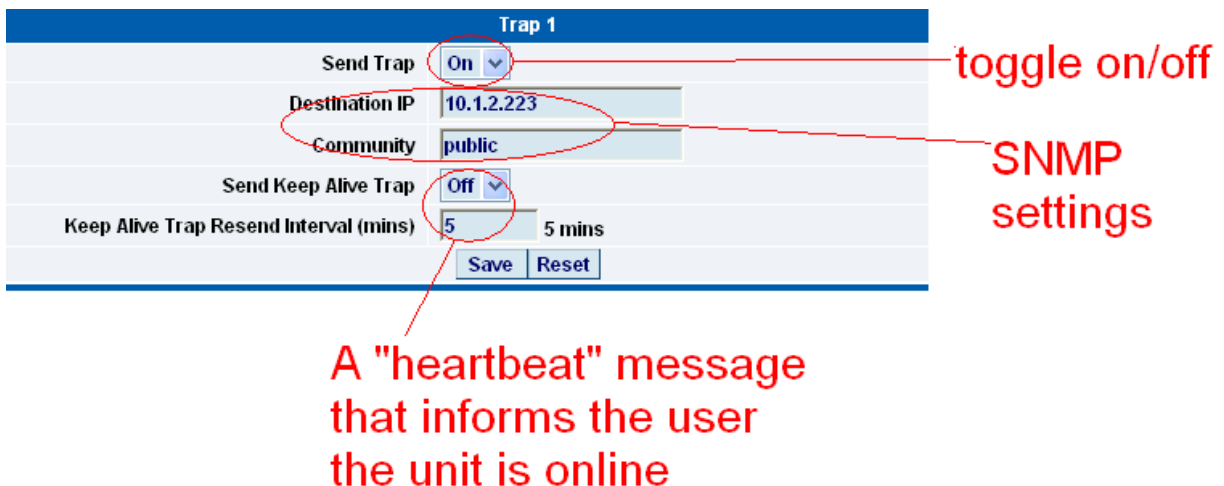 Trap 1
Send Trap On toggle on/off
Destination IP 10.1.2.223
Community public
SNMP
settings
Send Keep Alive Trap Off
Keep Alive Trap Resend Interval (mins) 5 5 mins
Save Reset
A "heartbeat" message
that informs the user
the unit is online